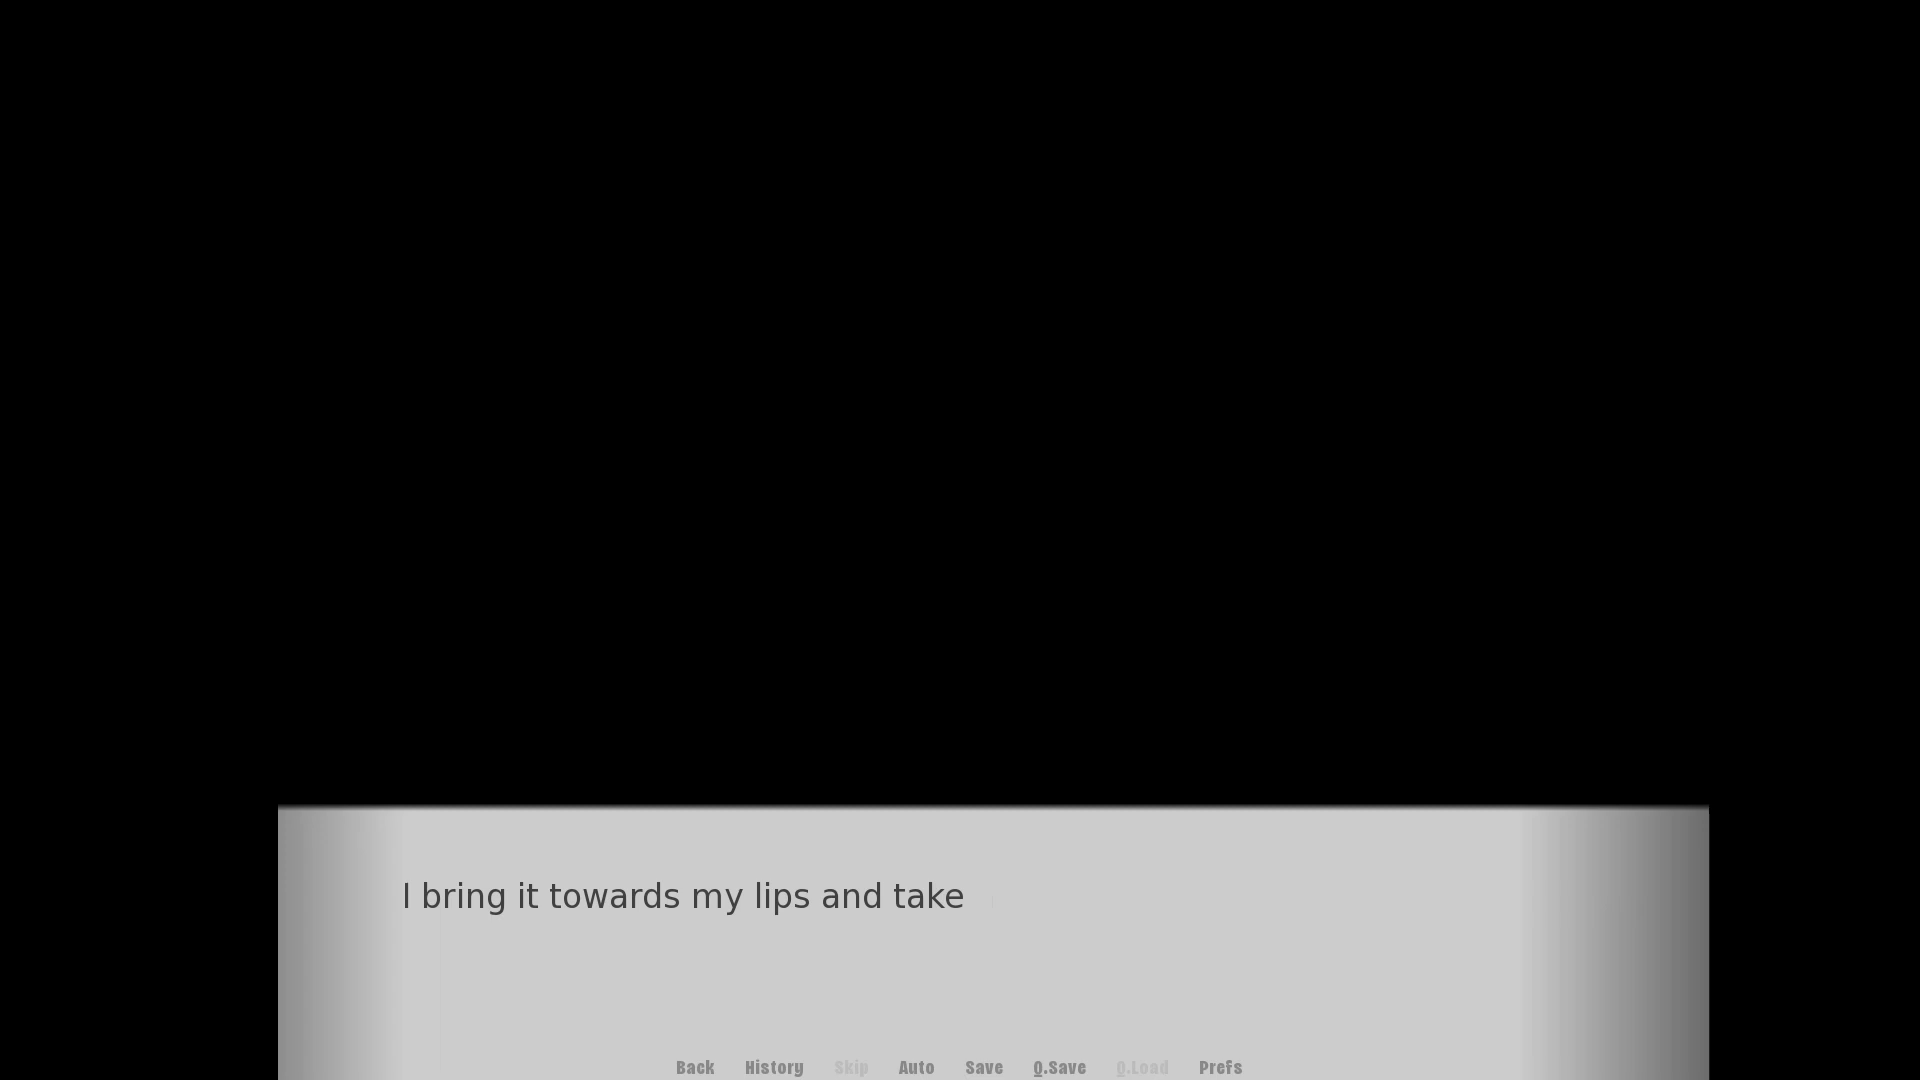 I bring it towards my lips and take
Back History Skip Auto Save Q.Save Q.Load Prefs